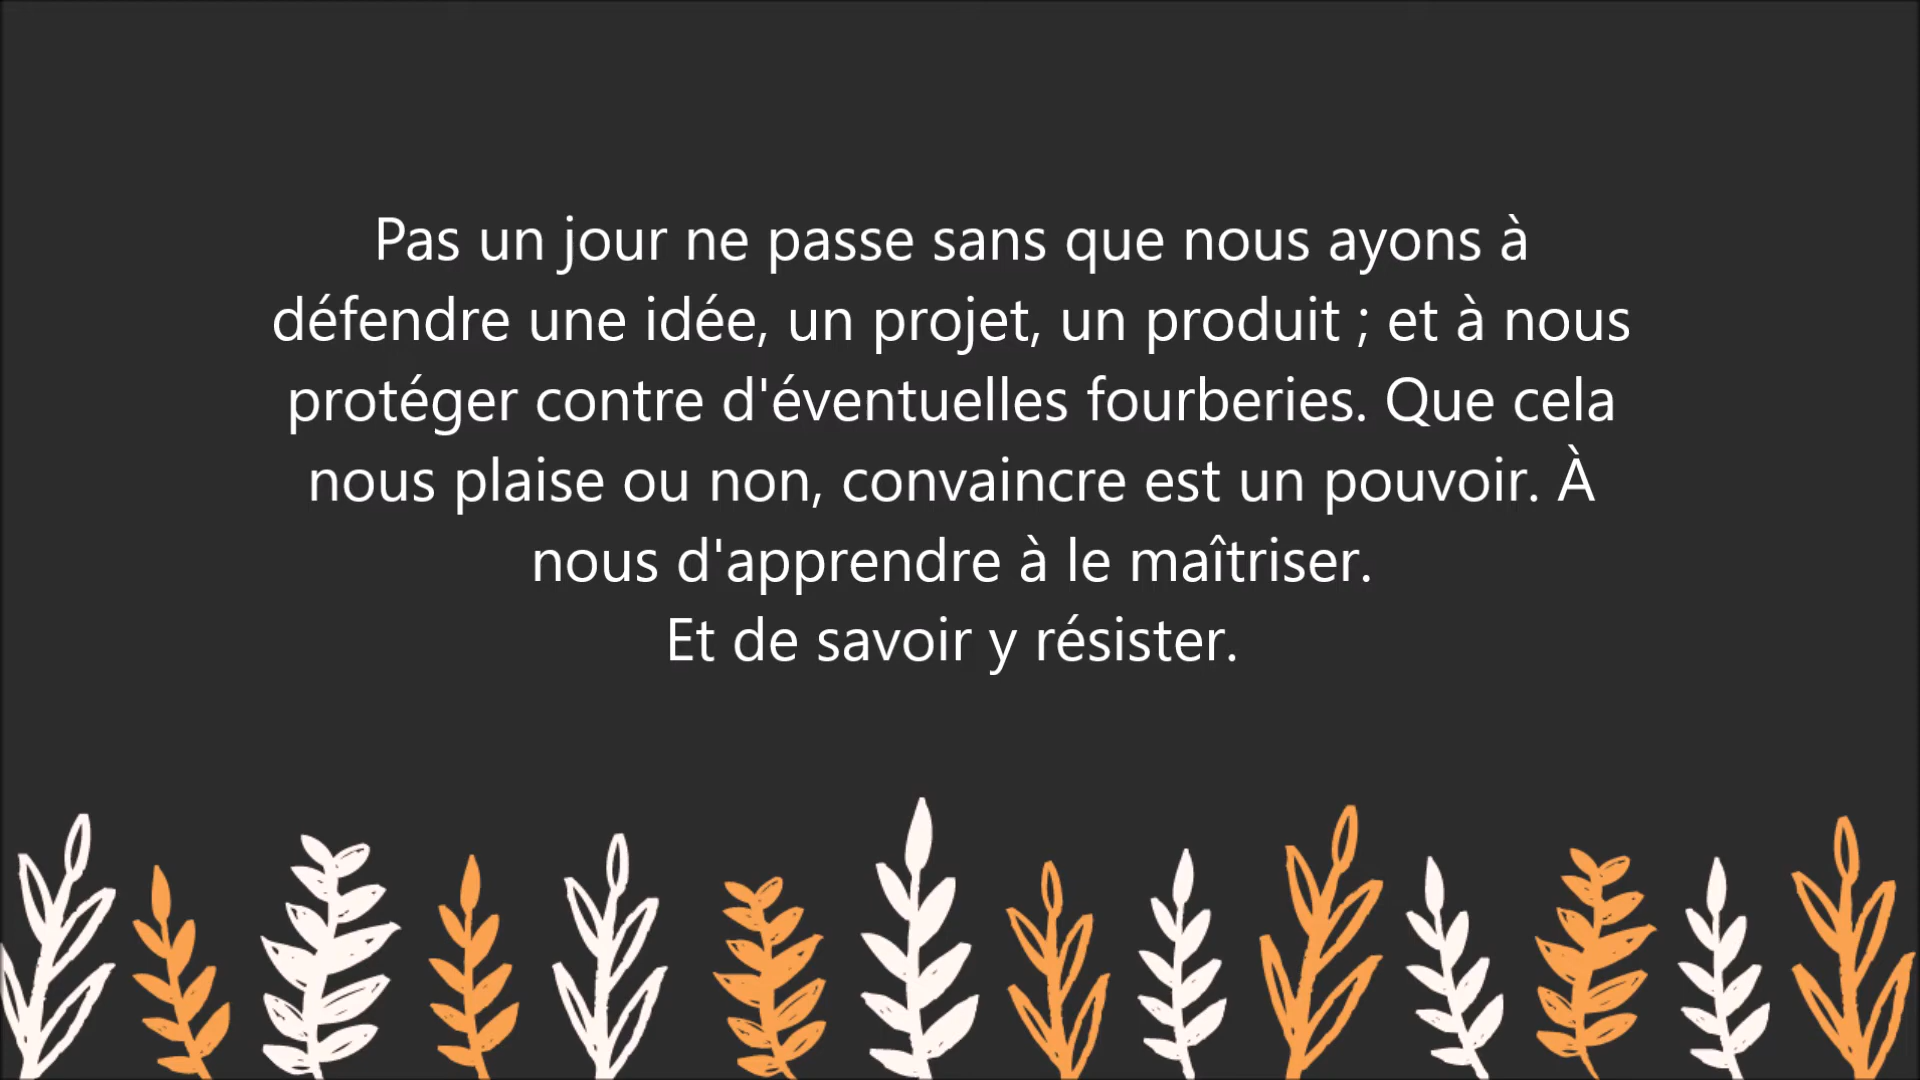 Pas un jour ne passe sans que nous ayons à
défendre une idée, un projet, un produit ; et à nous
protéger contre d'éventuelles fourberies. Que cela
nous plaise ou non, convaincre est un pouvoir. À
nous d'apprendre à le maîtriser.
Et de savoir y résister.